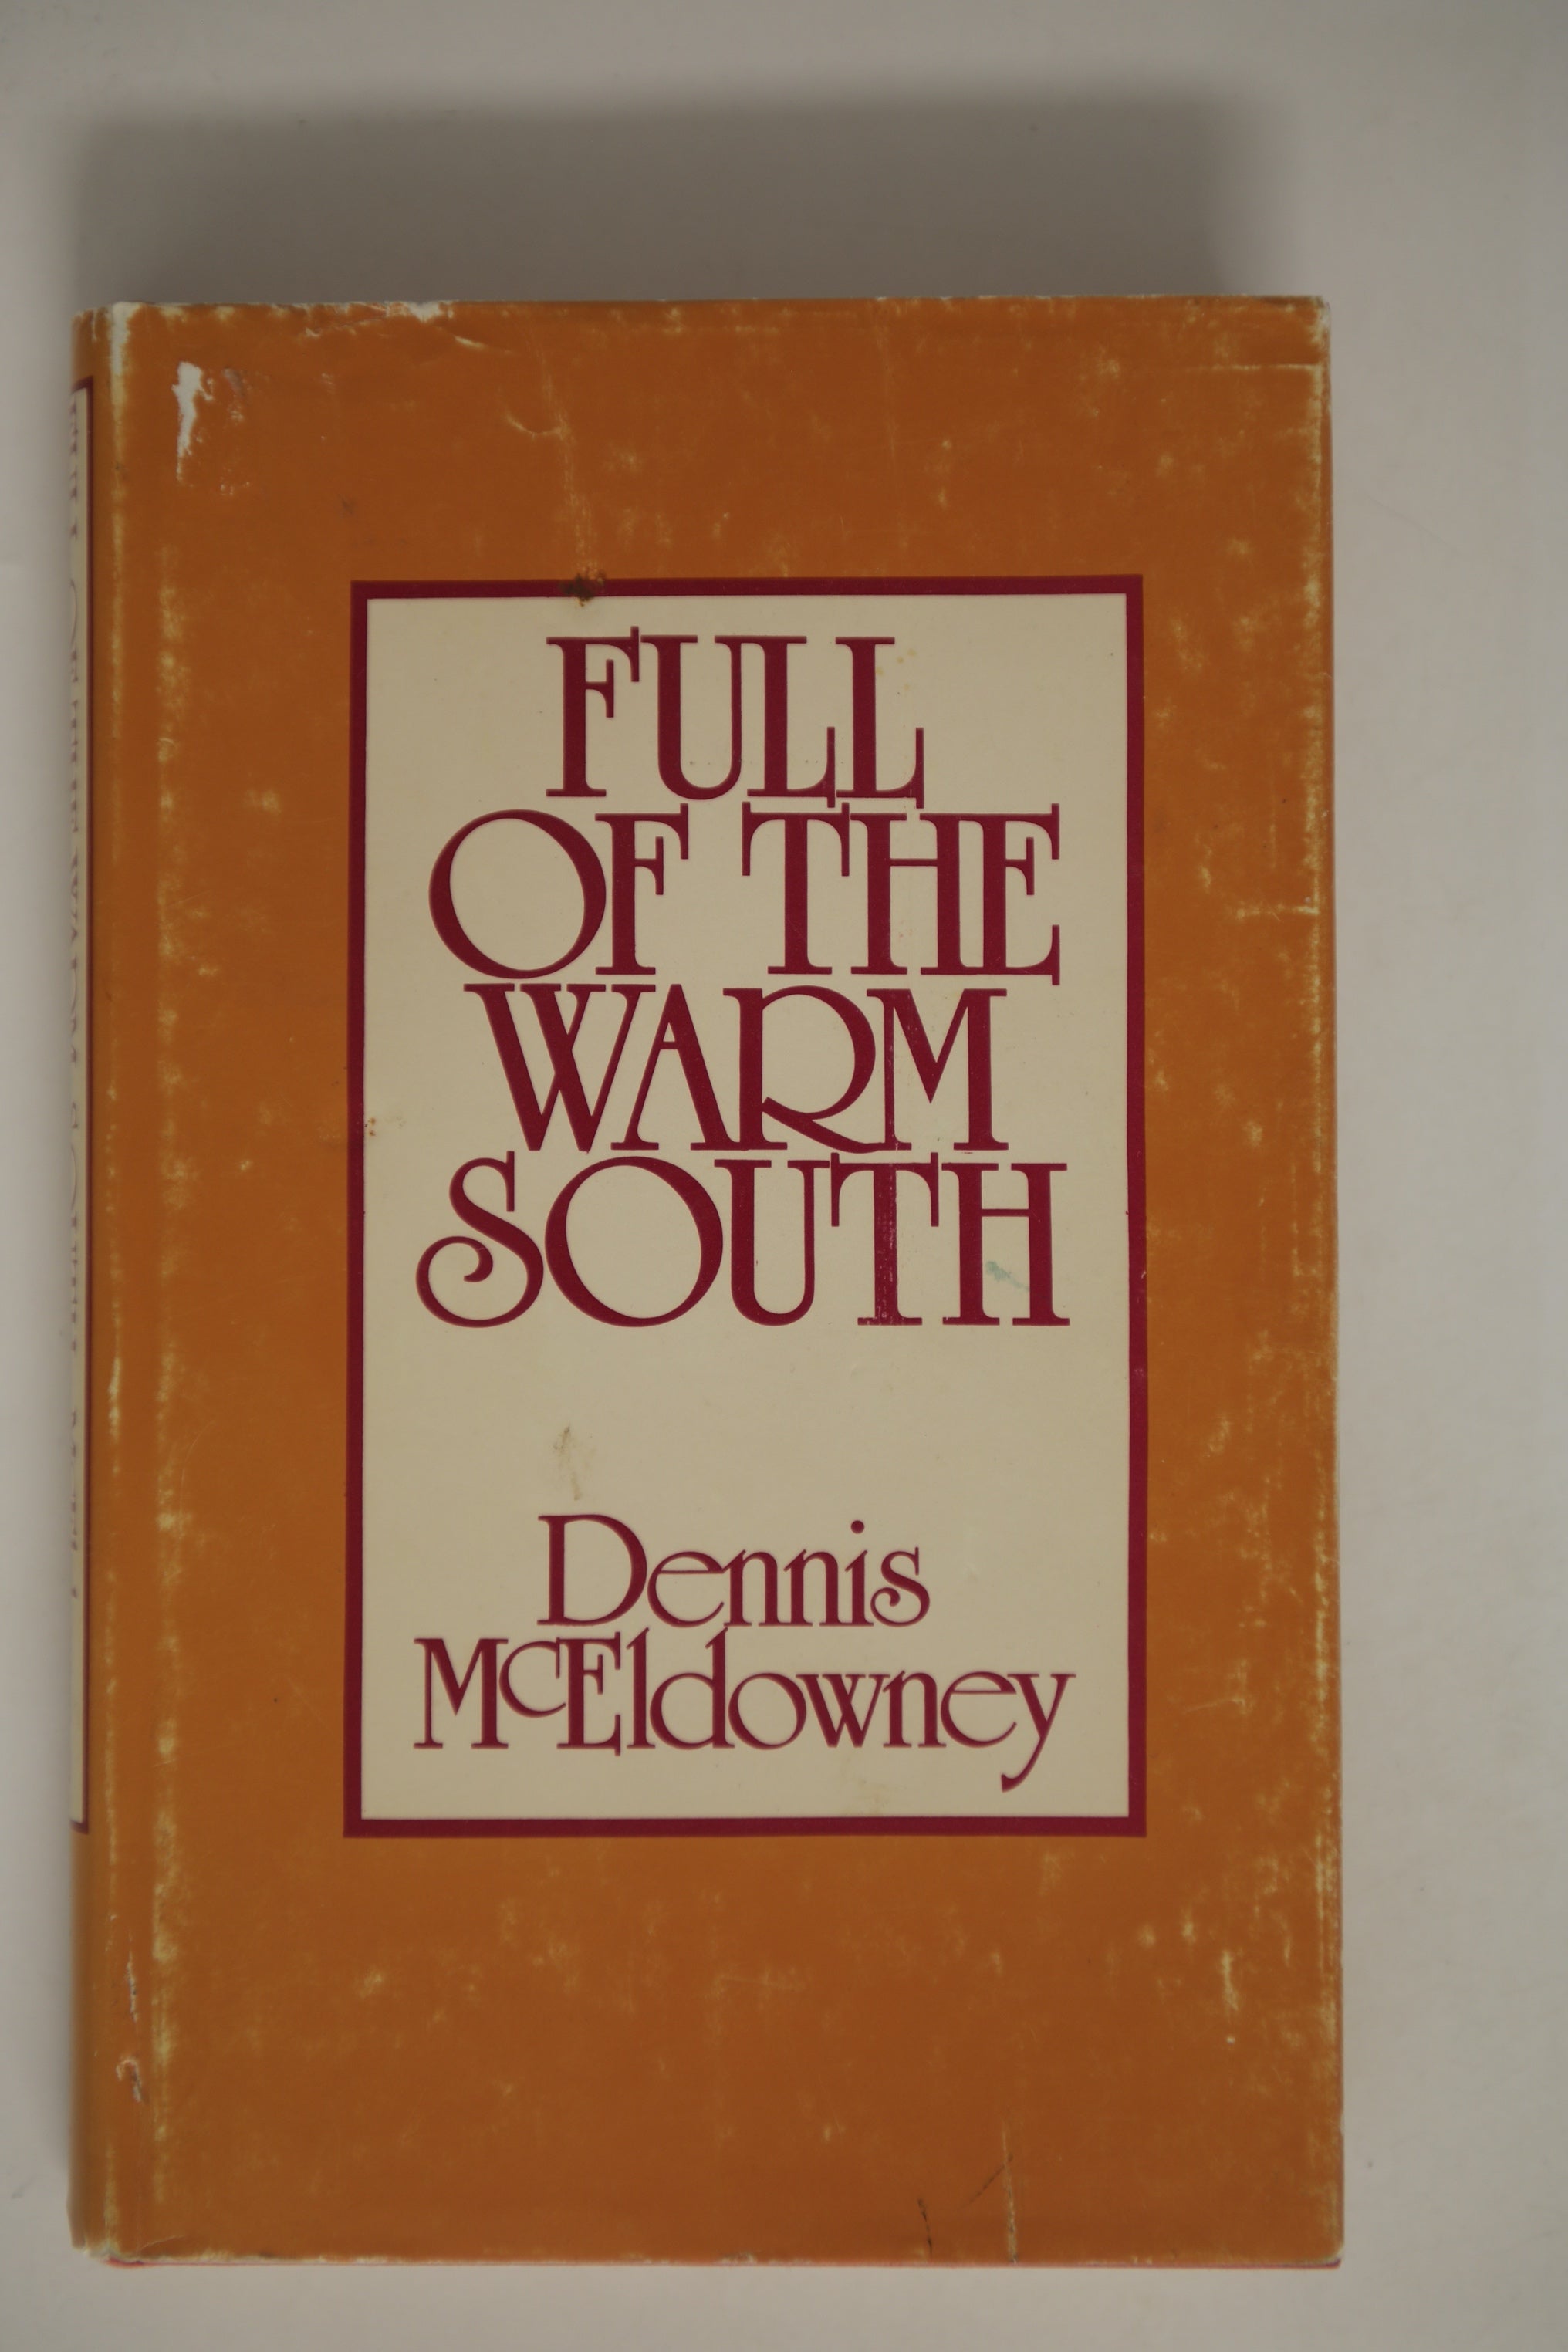 FULL
OF THE
WARM
SOUTH
Dennis
McEldowney